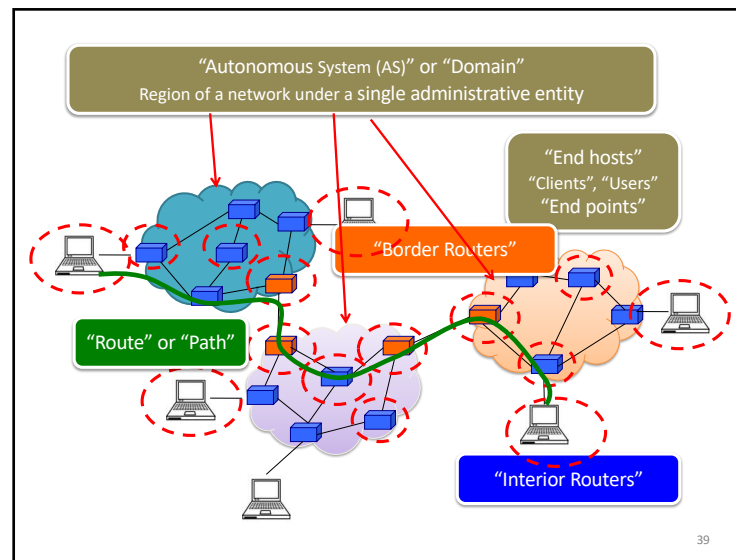 “Autonomous System (AS)” or “Domain”
Region of a network under a single administrative entity
“End hosts”
“Clients”, “Users”
“End points”
“Border Routers”
“Route” or “Path”
“Interior Routers”
39